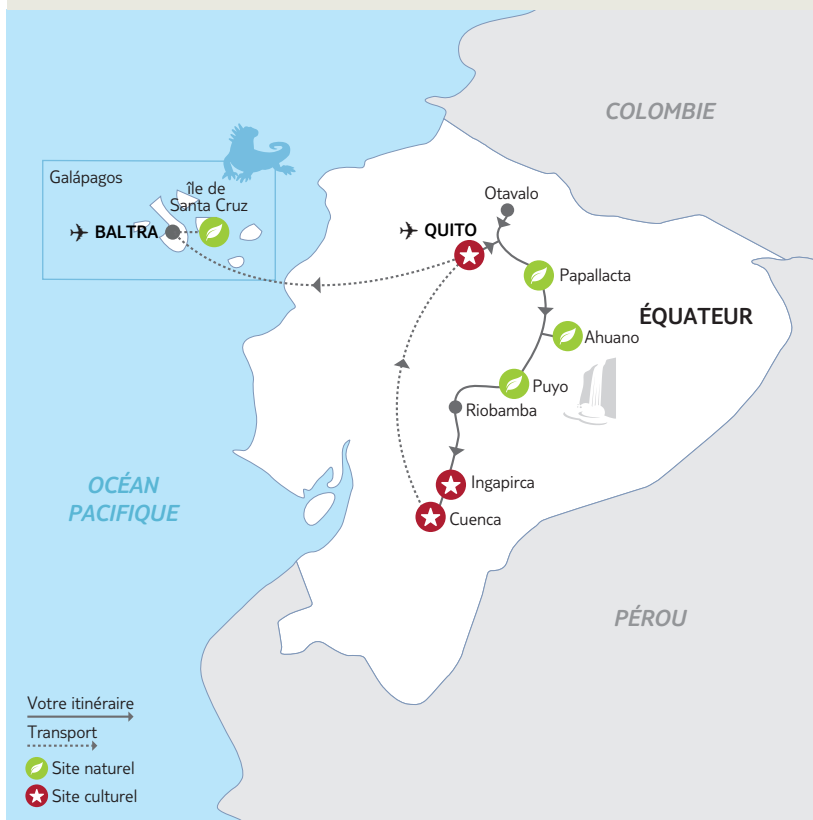 COLOMBIE
Galápagos
île de
Santa Cruz
BALTRA
Otavalo
QUITO
Papallacta
ÉQUATEUR
Ahuano
Puyo
Riobamba
Ingapirca
Cuenca
OCÉAN
PACIFIQUE
PÉROU
Votre itinéraire
Transport
Site naturel
Site culturel